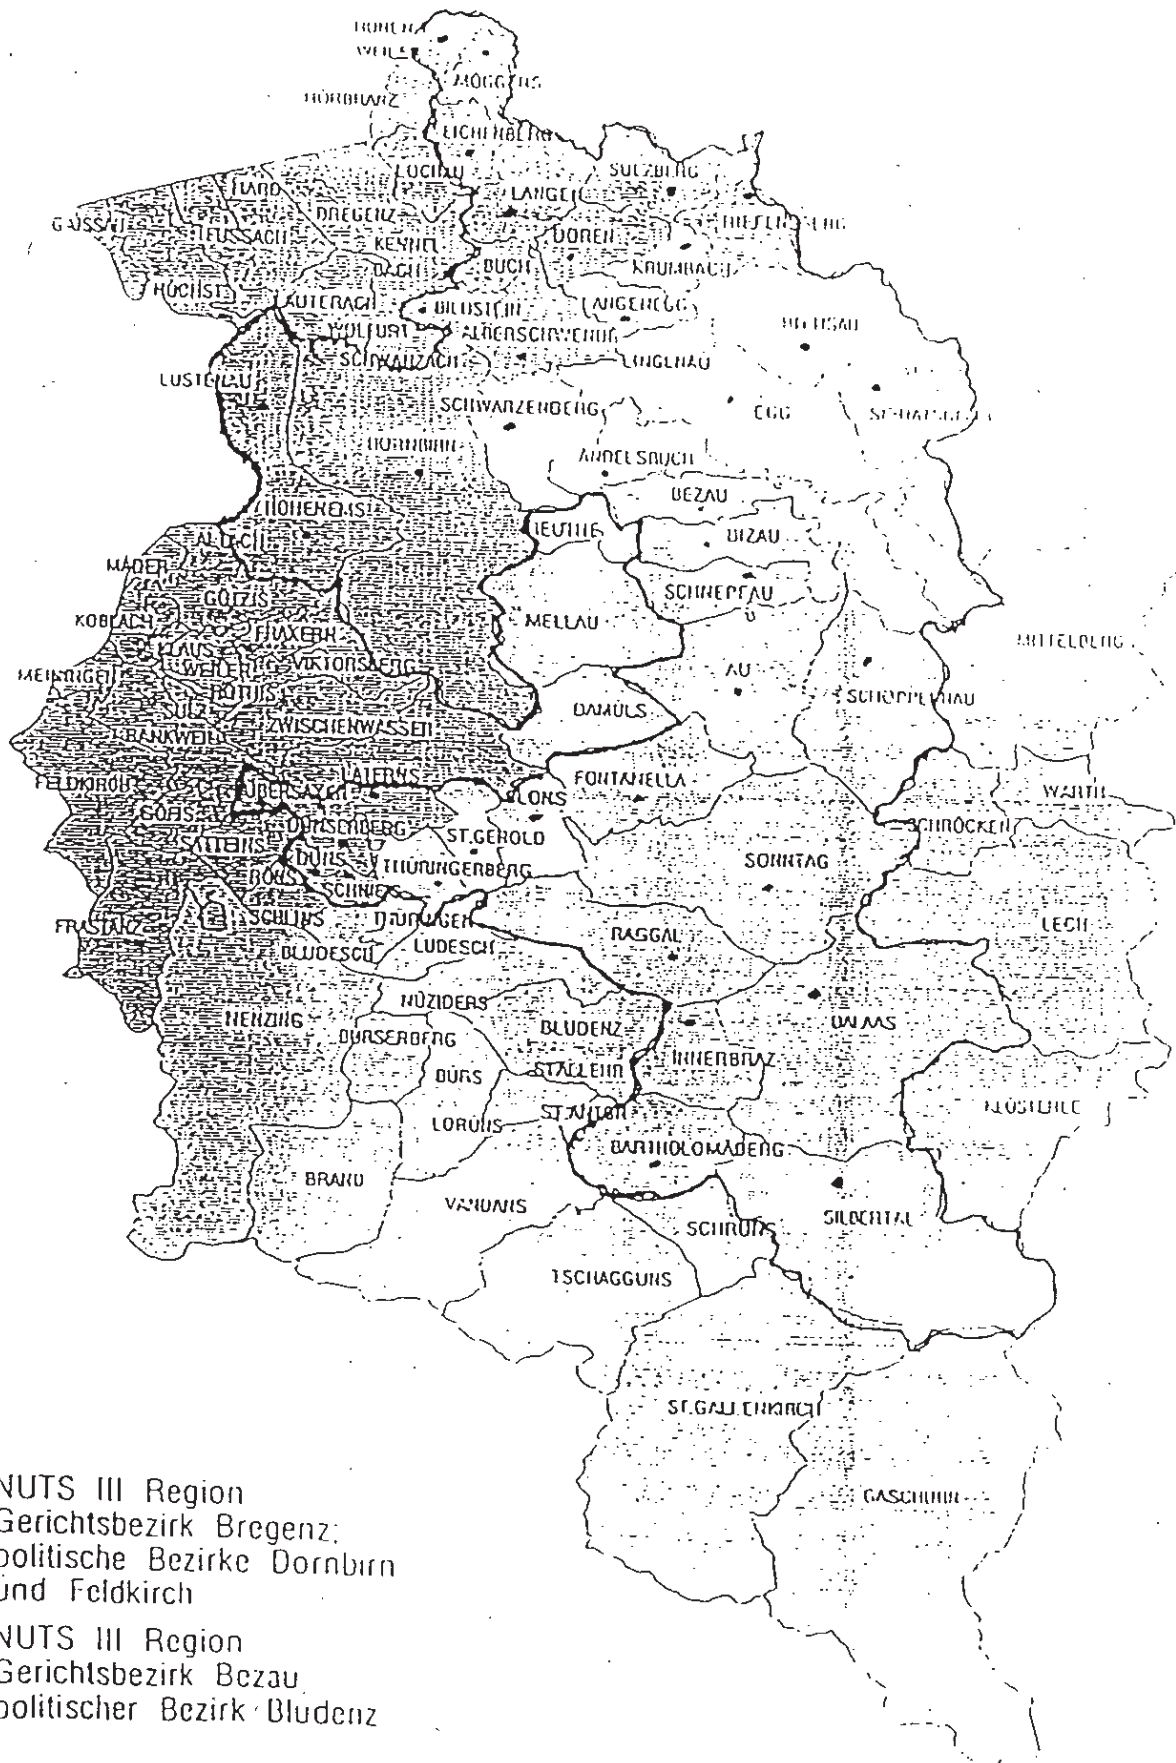 MÖGGERS
HÖRBRANZ
EICHENBERG
LOCHAU
SULZBERG
HARD
LANGEN
BREGENZ
GAISSAU
FUSSACH
DOREN
RIEFENSBERG
KENNEL
BACH
BUCH
KRUMBACH
HÖCHST
LAUTERACH
BILDSTEIN
LANGENEGG
WOLFURT
ALBERSCHWENDE
HITTISAU
SCHWARZACH
LINGENAU
LUSTENAU
SCHWARZENBERG
EGG
DORNBIRN
ANDELSBUCH
BEZAU
HOHENEMS
REUTHE
BIZAU
ALTACH
MÄDER
SCHNEPFAU
GÖTZIS
KOBLACH
MELLAU
FRAXERN
KLAUS
MITTELBERG
WEILER
VIKTORSBERG
MEININGEN
AU
RÖTHIS
SCHOPPERNAU
SULZ
DAMÜLS
ZWISCHENWASSER
RANKWEIL
LATERNS
FONTANELLA
FELDKIRCH
ÜBERSAXEN
BLONS
WARTH
GÖFIS
DÜNSERBERG
SCHRÖCKEN
ST.GEROLD
SATTEINS
DÜNS
SONNTAG
THÜRINGERBERG
RÖNS
SCHNIFIS
SCHLINS
THÜRINGEN
FRASTANZ
LECH
RAGGAL
BLUDESCH
LUDESCH
NÜZIDERS
NENZING
BLUDENZ
DALAAS
BÜRSERBERG
INNERBRAZ
STALLEHR
BÜRS
KLÖSTERLE
ST.ANTON
LORÜNS
BARTHOLOMÄBERG
BRAND
VANDANS
SILBERTAL
SCHRUNS
TSCHAGGUNS
ST.GALLENKIRCH
GASCHURN
NUTS III Region
Gerichtsbezirk Bregenz;
politische Bezirke Dornbirn
und Feldkirch
NUTS III Region
Gerichtsbezirk Bezau
politischer Bezirk Bludenz